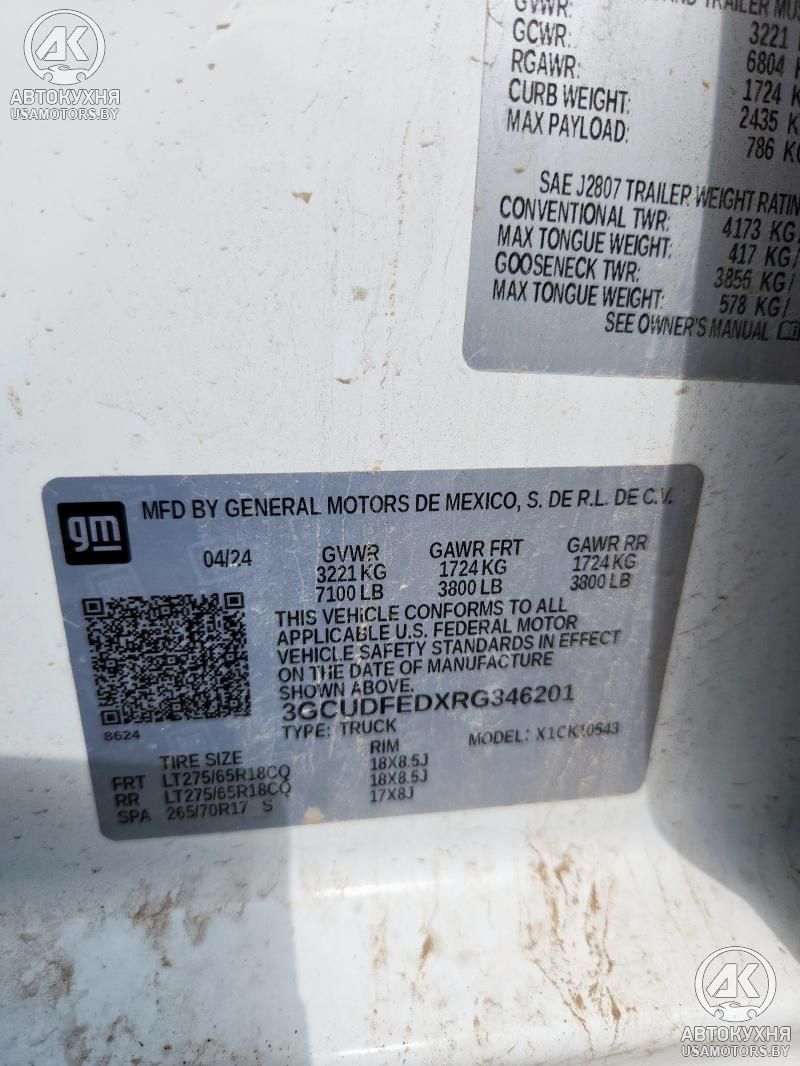 AK
АВТОКУХНЯ
USAMOTORS.BY
AND TRAILER MUS
GVWR: 3221
GCWR: 6804
RGAWR: 1724 K
CURB WEIGHT: 2435 K
MAX PAYLOAD: 786 KG
SAE J2807 TRAILER WEIGHT RATIN
CONVENTIONAL TWR: 4173 KG/
MAX TONGUE WEIGHT: 417 KG/
GOOSENECK TWR: 3856 KG/
MAX TONGUE WEIGHT: 578 KG/
SEE OWNER'S MANUAL
gm MFD BY GENERAL MOTORS DE MEXICO, S. DE R.L. DE C.V.
04/24 GVWR GAWR FRT GAWR RR
3221 KG 1724 KG 1724 KG
7100 LB 3800 LB 3800 LB
THIS VEHICLE CONFORMS TO ALL
APPLICABLE U.S. FEDERAL MOTOR
VEHICLE SAFETY STANDARDS IN EFFECT
ON THE DATE OF MANUFACTURE
SHOWN ABOVE.
3GCUDFEDXRG346201
8624 TYPE: TRUCK MODEL: X1CK10543
TIRE SIZE RIM
FRT LT275/65R18CQ 18X8.5J
RR LT275/65R18CQ 18X8.5J
SPA 265/70R17 S 17X8J
AK
АВТОКУХНЯ
USAMOTORS.BY